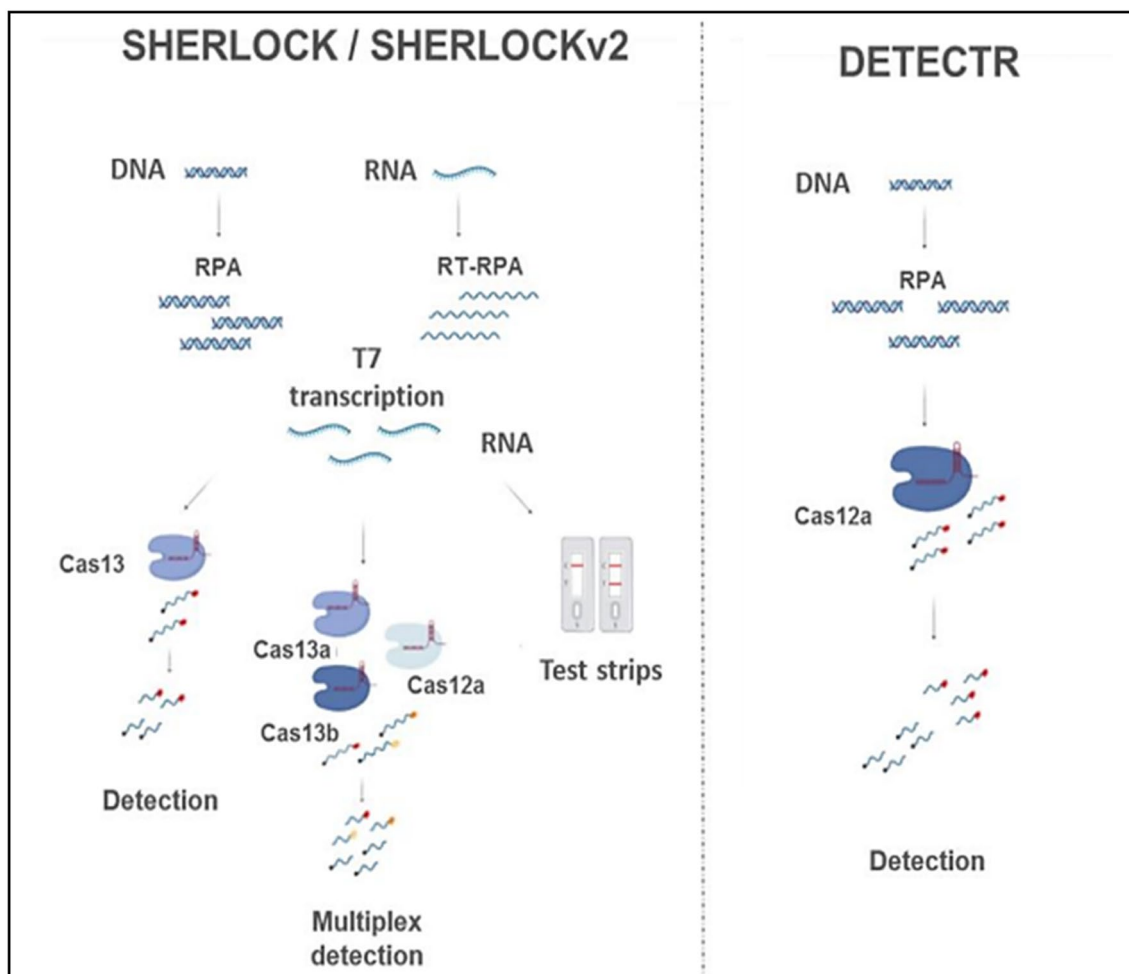 SHERLOCK / SHERLOCKv2
DETECTR
DNA
RNA
DNA
RPA
RT-RPA
RPA
T7
transcription
RNA
Cas13
Cas13a
Cas12a
Cas13b
Test strips
Cas12a
Detection
Multiplex
detection
Detection